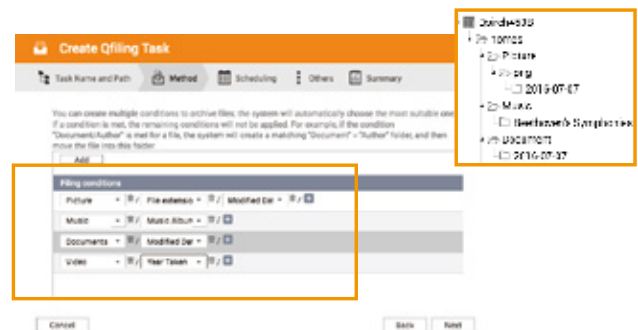 Create Qfiling Task
Task Name and Path
Method
Scheduling
Others
Summary
You can create multiple conditions to archive files, the system will automatically choose the most suitable one.
If a condition is met, the remaining conditions will not be applied. For example, if the condition
"Document/Author" is met for a file, the system will create a matching "Document" > "Author" folder, and then
move the file into this folder
Add
Filing conditions
Picture / File extensio / Modified Dat /
Music / Music Album /
Documents / Modified Dat /
Video / Year Taken /
Cancel
Back
Next
homes
Picture
png
2016-07-07
Music
Beethoven's Symphonies
Document
2016-07-07